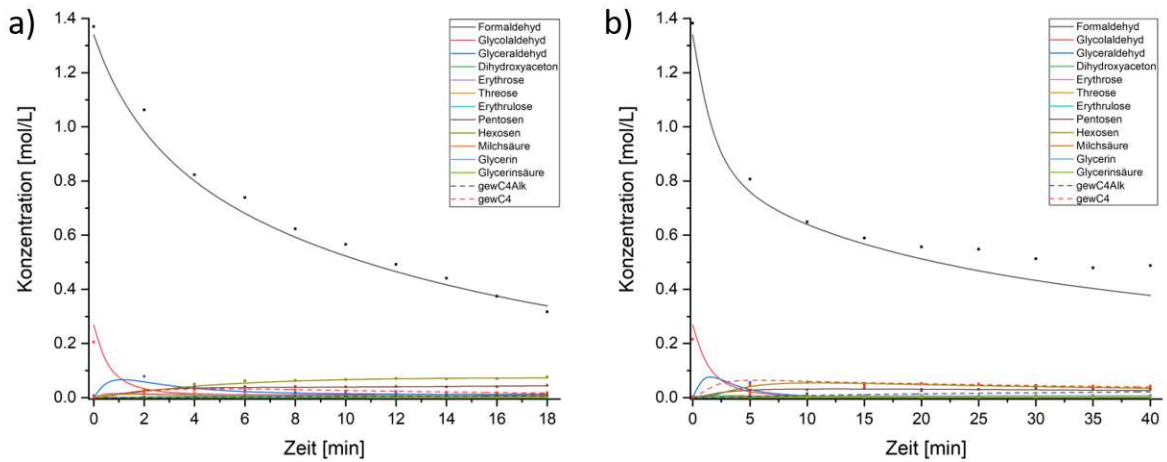 a)
Konzentration [mol/L]
1.4
1.2
1.0
0.8
0.6
0.4
0.2
0.0
0 2 4 6 8 10 12 14 16 18
Zeit [min]
Formaldehyd
Glycolaldehyd
Glyceraldehyd
Dihydroxyaceton
Erythrose
Threose
Erythrulose
Pentosen
Hexosen
Milchsäure
Glycerin
Glycerinsäure
gewC4Alk
gewC4
b)
Konzentration [mol/L]
1.4
1.2
1.0
0.8
0.6
0.4
0.2
0.0
0 5 10 15 20 25 30 35 40
Zeit [min]
Formaldehyd
Glycolaldehyd
Glyceraldehyd
Dihydroxyaceton
Erythrose
Threose
Erythrulose
Pentosen
Hexosen
Milchsäure
Glycerin
Glycerinsäure
gewC4Alk
gewC4